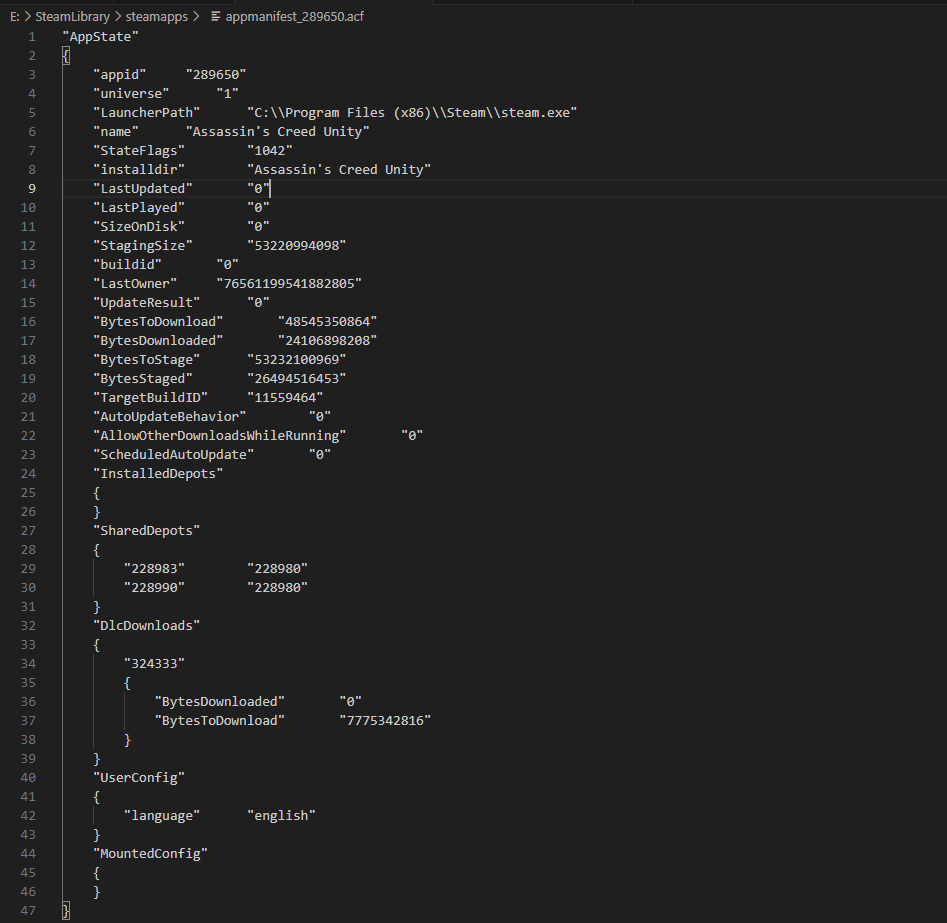 E: > SteamLibrary > steamapps > appmanifest_289650.acf
1 "AppState"
2 {
3 "appid" "289650"
4 "universe" "1"
5 "LauncherPath" "C:\\Program Files (x86)\\Steam\\steam.exe"
6 "name" "Assassin's Creed Unity"
7 "StateFlags" "1042"
8 "installdir" "Assassin's Creed Unity"
9 "LastUpdated" "0"
10 "LastPlayed" "0"
11 "SizeOnDisk" "0"
12 "StagingSize" "53220994098"
13 "buildid" "0"
14 "LastOwner" "76561199541882805"
15 "UpdateResult" "0"
16 "BytesToDownload" "48545350864"
17 "BytesDownloaded" "24106898208"
18 "BytesToStage" "53232100969"
19 "BytesStaged" "26494516453"
20 "TargetBuildID" "11559464"
21 "AutoUpdateBehavior" "0"
22 "AllowOtherDownloadsWhileRunning" "0"
23 "ScheduledAutoUpdate" "0"
24 "InstalledDepots"
25 {
26 }
27 "SharedDepots"
28 {
29 "228983" "228980"
30 "228990" "228980"
31 }
32 "DlcDownloads"
33 {
34 "324333"
35 {
36 "BytesDownloaded" "0"
37 "BytesToDownload" "7775342816"
38 }
39 }
40 "UserConfig"
41 {
42 "language" "english"
43 }
44 "MountedConfig"
45 {
46 }
47 }